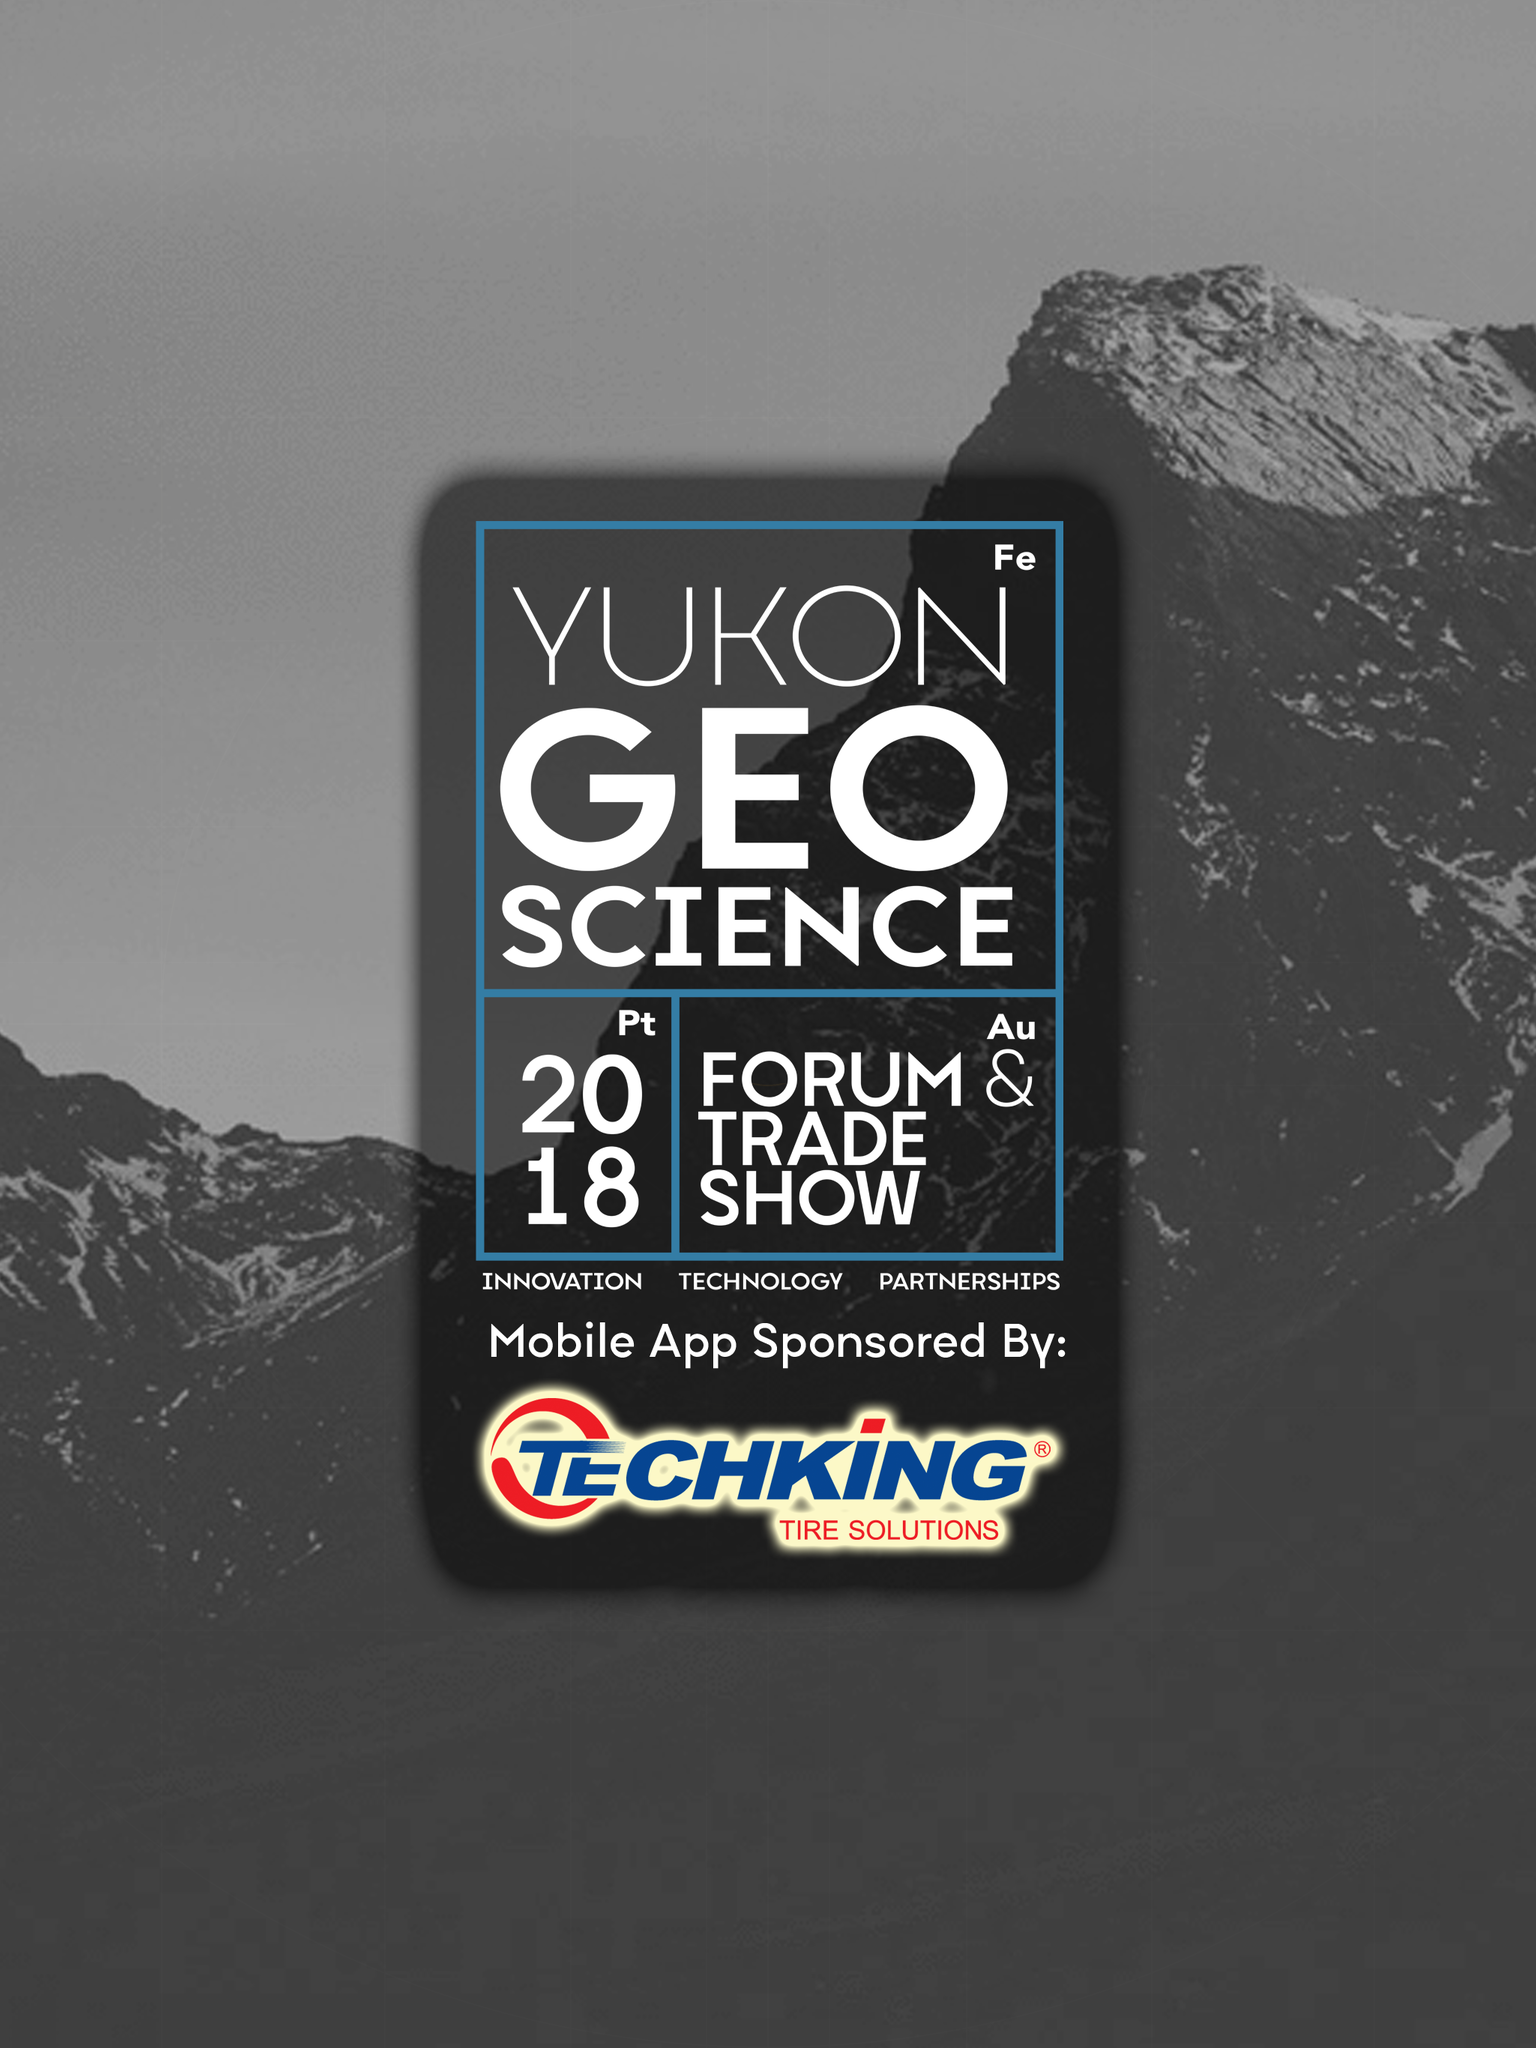 Fe
YUKON
GEO
SCIENCE
Pt
20
18
Au
FORUM &
TRADE
SHOW
INNOVATION TECHNOLOGY PARTNERSHIPS
Mobile App Sponsored By:
TECHKING®
TIRE SOLUTIONS